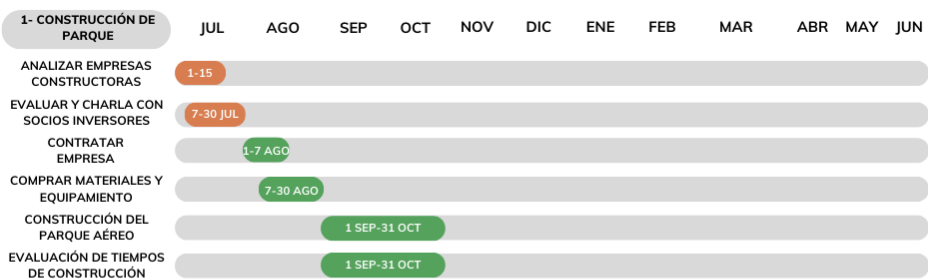 1- CONSTRUCCIÓN DE
PARQUE
JUL AGO SEP OCT NOV DIC ENE FEB MAR ABR MAY JUN
ANALIZAR EMPRESAS
CONSTRUCTORAS
1-15
EVALUAR Y CHARLA CON
SOCIOS INVERSORES
7-30 JUL
CONTRATAR
EMPRESA
1-7 AGO
COMPRAR MATERIALES Y
EQUIPAMIENTO
7-30 AGO
CONSTRUCCIÓN DEL
PARQUE AÉREO
1 SEP-31 OCT
EVALUACIÓN DE TIEMPOS
DE CONSTRUCCIÓN
1 SEP-31 OCT